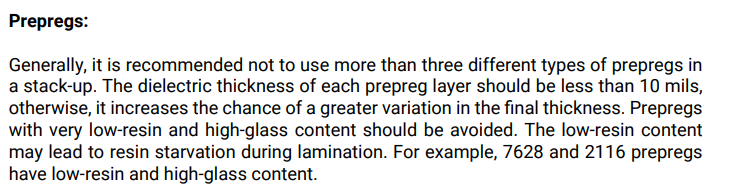 Prepregs:
Generally, it is recommended not to use more than three different types of prepregs in
a stack-up. The dielectric thickness of each prepreg layer should be less than 10 mils,
otherwise, it increases the chance of a greater variation in the final thickness. Prepregs
with very low-resin and high-glass content should be avoided. The low-resin content
may lead to resin starvation during lamination. For example, 7628 and 2116 prepregs
have low-resin and high-glass content.